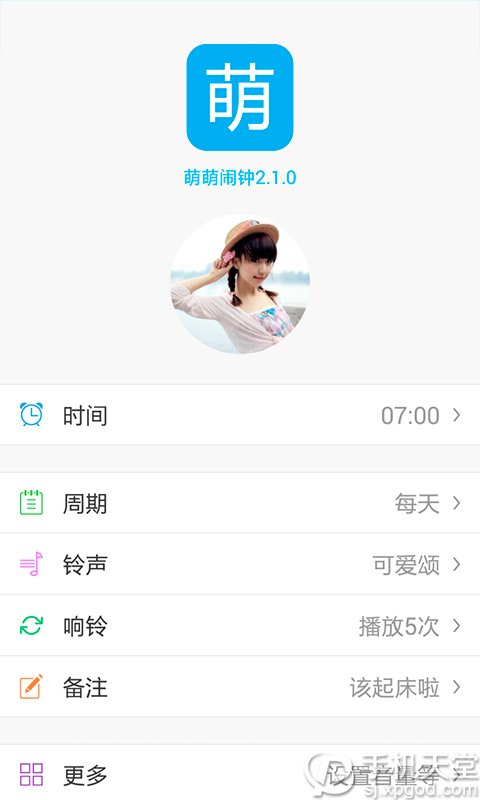 萌
萌萌闹钟2.1.0
时间 07:00
周期 每天
铃声 可爱颂
响铃 播放5次
备注 该起床啦
更多 设置音量等
手机天堂
sj.xpgod.com